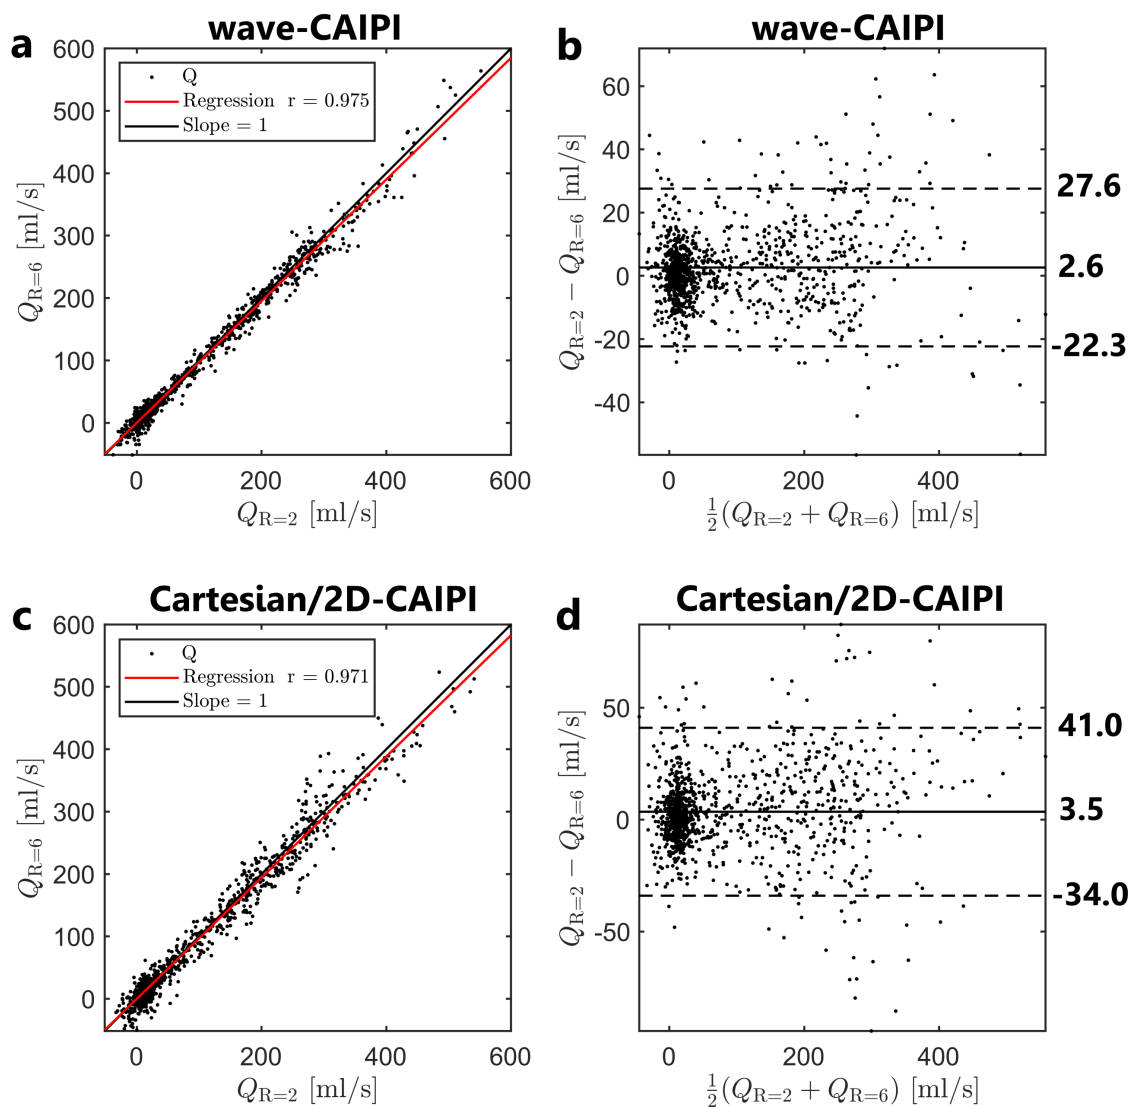 a
wave-CAIPI
600
500
400
300
200
100
0
Q_R=6 [ml/s]
Q
Regression r = 0.975
Slope = 1
0 200 400 600
Q_R=2 [ml/s]
b
wave-CAIPI
60
40
20
0
-20
-40
Q_R=2 − Q_R=6 [ml/s]
27.6
2.6
-22.3
0 200 400
1/2(Q_R=2 + Q_R=6) [ml/s]
c
Cartesian/2D-CAIPI
600
500
400
300
200
100
0
Q_R=6 [ml/s]
Q
Regression r = 0.971
Slope = 1
0 200 400 600
Q_R=2 [ml/s]
d
Cartesian/2D-CAIPI
50
0
-50
Q_R=2 − Q_R=6 [ml/s]
41.0
3.5
-34.0
0 200 400
1/2(Q_R=2 + Q_R=6) [ml/s]